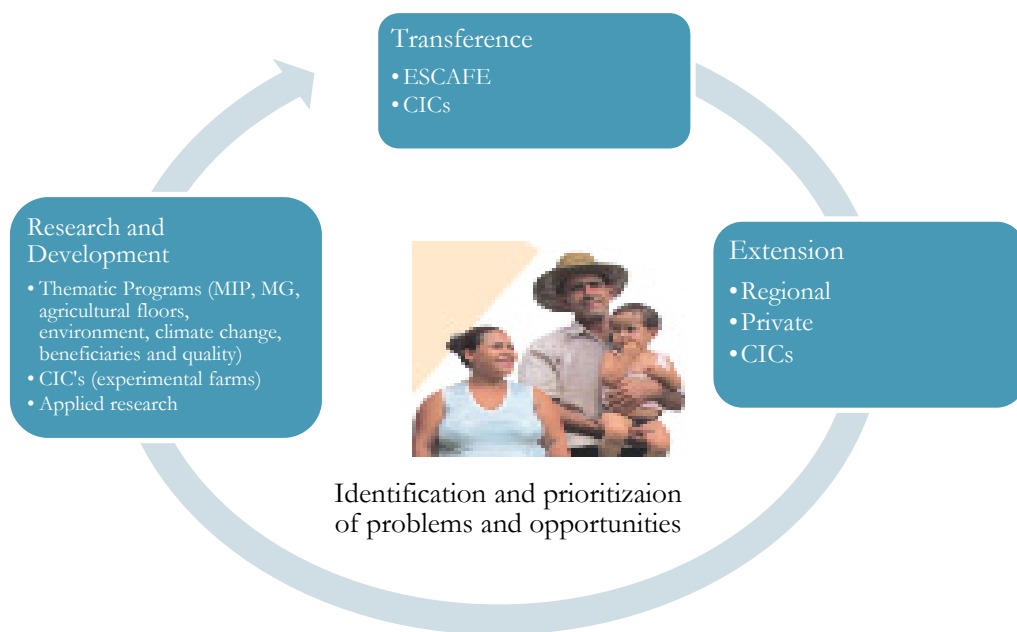 Transference
• ESCAFE
• CICs
Research and
Development
• Thematic Programs (MIP, MG,
agricultural floors,
environment, climate change,
beneficiaries and quality)
• CIC's (experimental farms)
• Applied research
Extension
• Regional
• Private
• CICs
Identification and prioritizaion
of problems and opportunities